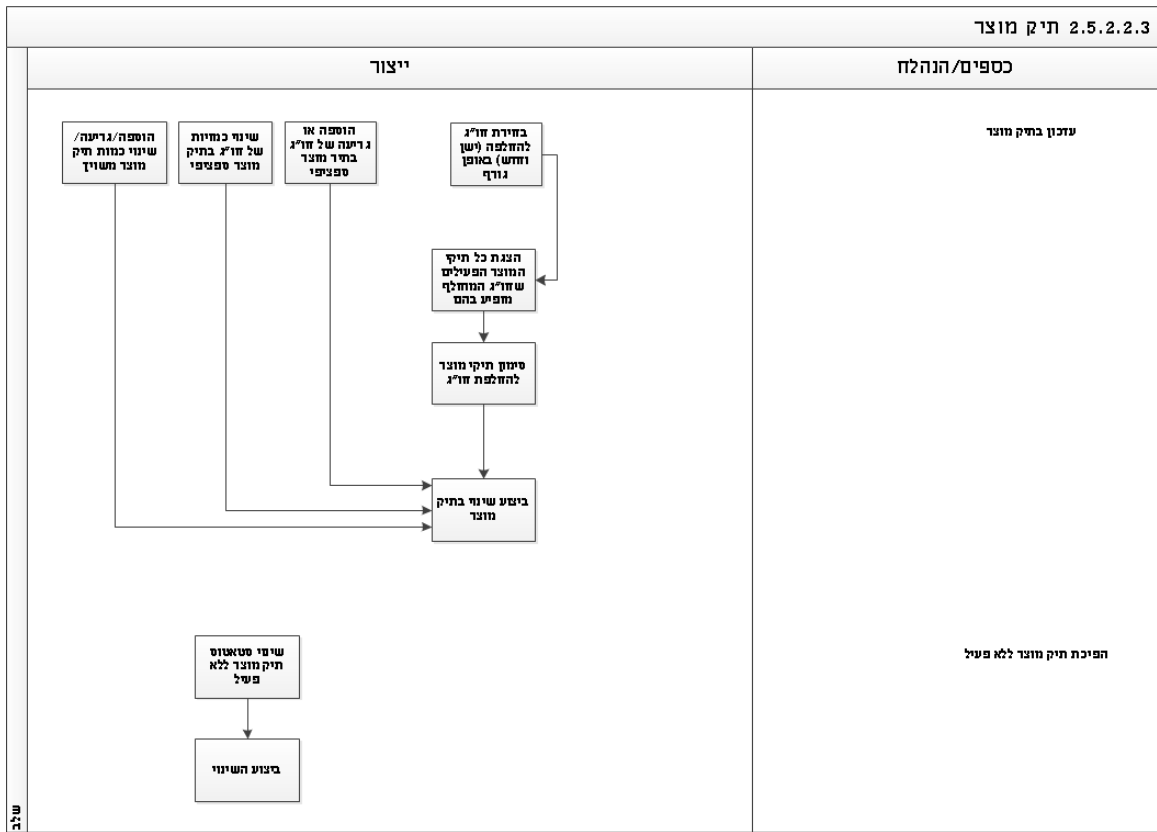 2.5.2.2.3 תיק מוצר
כספים/הנהלח
ייצור
עדכון בתיק מוצר
בחירת חו"ג
להחלפה (ישן
וחדש) באופן
גורף
הוספה או
גריעה של חו"ג
בתיר מוצר
ספציפי
שינוי כמויות
של חו"ג בתיק
מוצר ספציפי
הוספה/גריעה/
שינוי כמות תיק
מוצר משויך
הצגת כל תיקי
המוצר הפעילים
שחו"ג המוחלף
מופיע בהם
סימון תיקי מוצר
להחלפת חו"ג
ביצוע שינוי בתיק
מוצר
הפיכת תיק מוצר ללא פעיל
שינוי סטאטוס
תיק מוצר ללא
פעיל
ביצוע השינוי
שלב